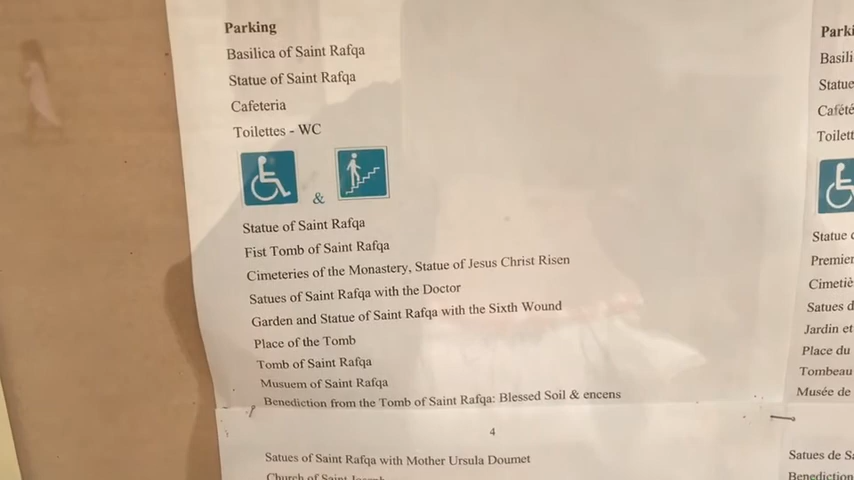 Parking
Basilica of Saint Rafqa
Statue of Saint Rafqa
Cafeteria
Toilettes - WC
&
Statue of Saint Rafqa
Fist Tomb of Saint Rafqa
Cimeteries of the Monastery, Statue of Jesus Christ Risen
Satues of Saint Rafqa with the Doctor
Garden and Statue of Saint Rafqa with the Sixth Wound
Place of the Tomb
Tomb of Saint Rafqa
Musuem of Saint Rafqa
Benediction from the Tomb of Saint Rafqa: Blessed Soil & encens
4
Satues of Saint Rafqa with Mother Ursula Doumet
Church of Saint
Parki
Basili
Statue
Cafété
Toilett
Statue
Premier
Cimetiè
Satues d
Jardin et
Place du
Tombeau
Musée de
Satues de Sa
Benediction